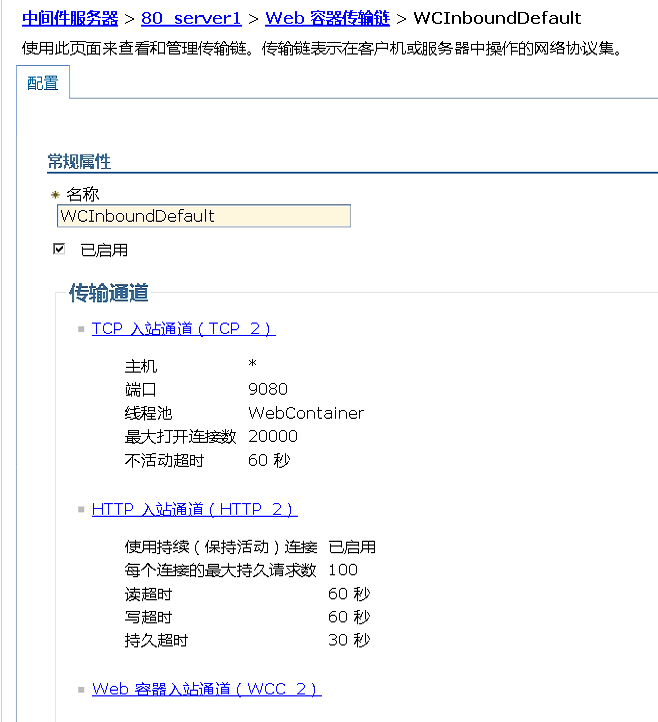 中间件服务器 > 80_server1 > Web 容器传输链 > WCInboundDefault
使用此页面来查看和管理传输链。传输链表示在客户机或服务器中操作的网络协议集。
配置
常规属性
* 名称
WCInboundDefault
已启用
传输通道
TCP 入站通道（TCP_2）
主机 *
端口 9080
线程池 WebContainer
最大打开连接数 20000
不活动超时 60 秒
HTTP 入站通道（HTTP_2）
使用持续（保持活动）连接 已启用
每个连接的最大持久请求数 100
读超时 60 秒
写超时 60 秒
持久超时 30 秒
Web 容器入站通道（WCC_2）